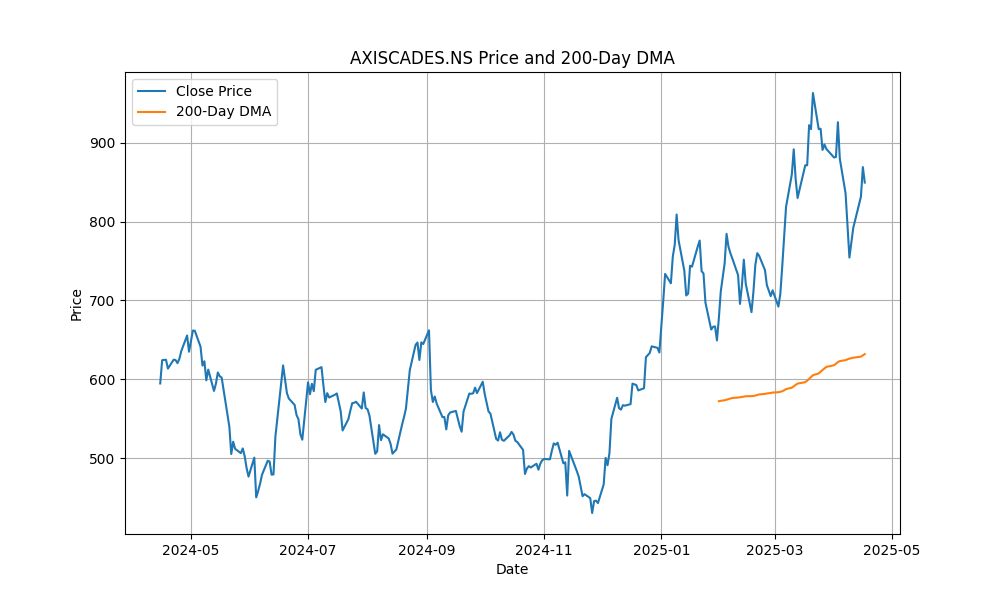 AXISCADES.NS Price and 200-Day DMA
Close Price
200-Day DMA
Price
900
800
700
600
500
2024-05
2024-07
2024-09
2024-11
2025-01
2025-03
2025-05
Date